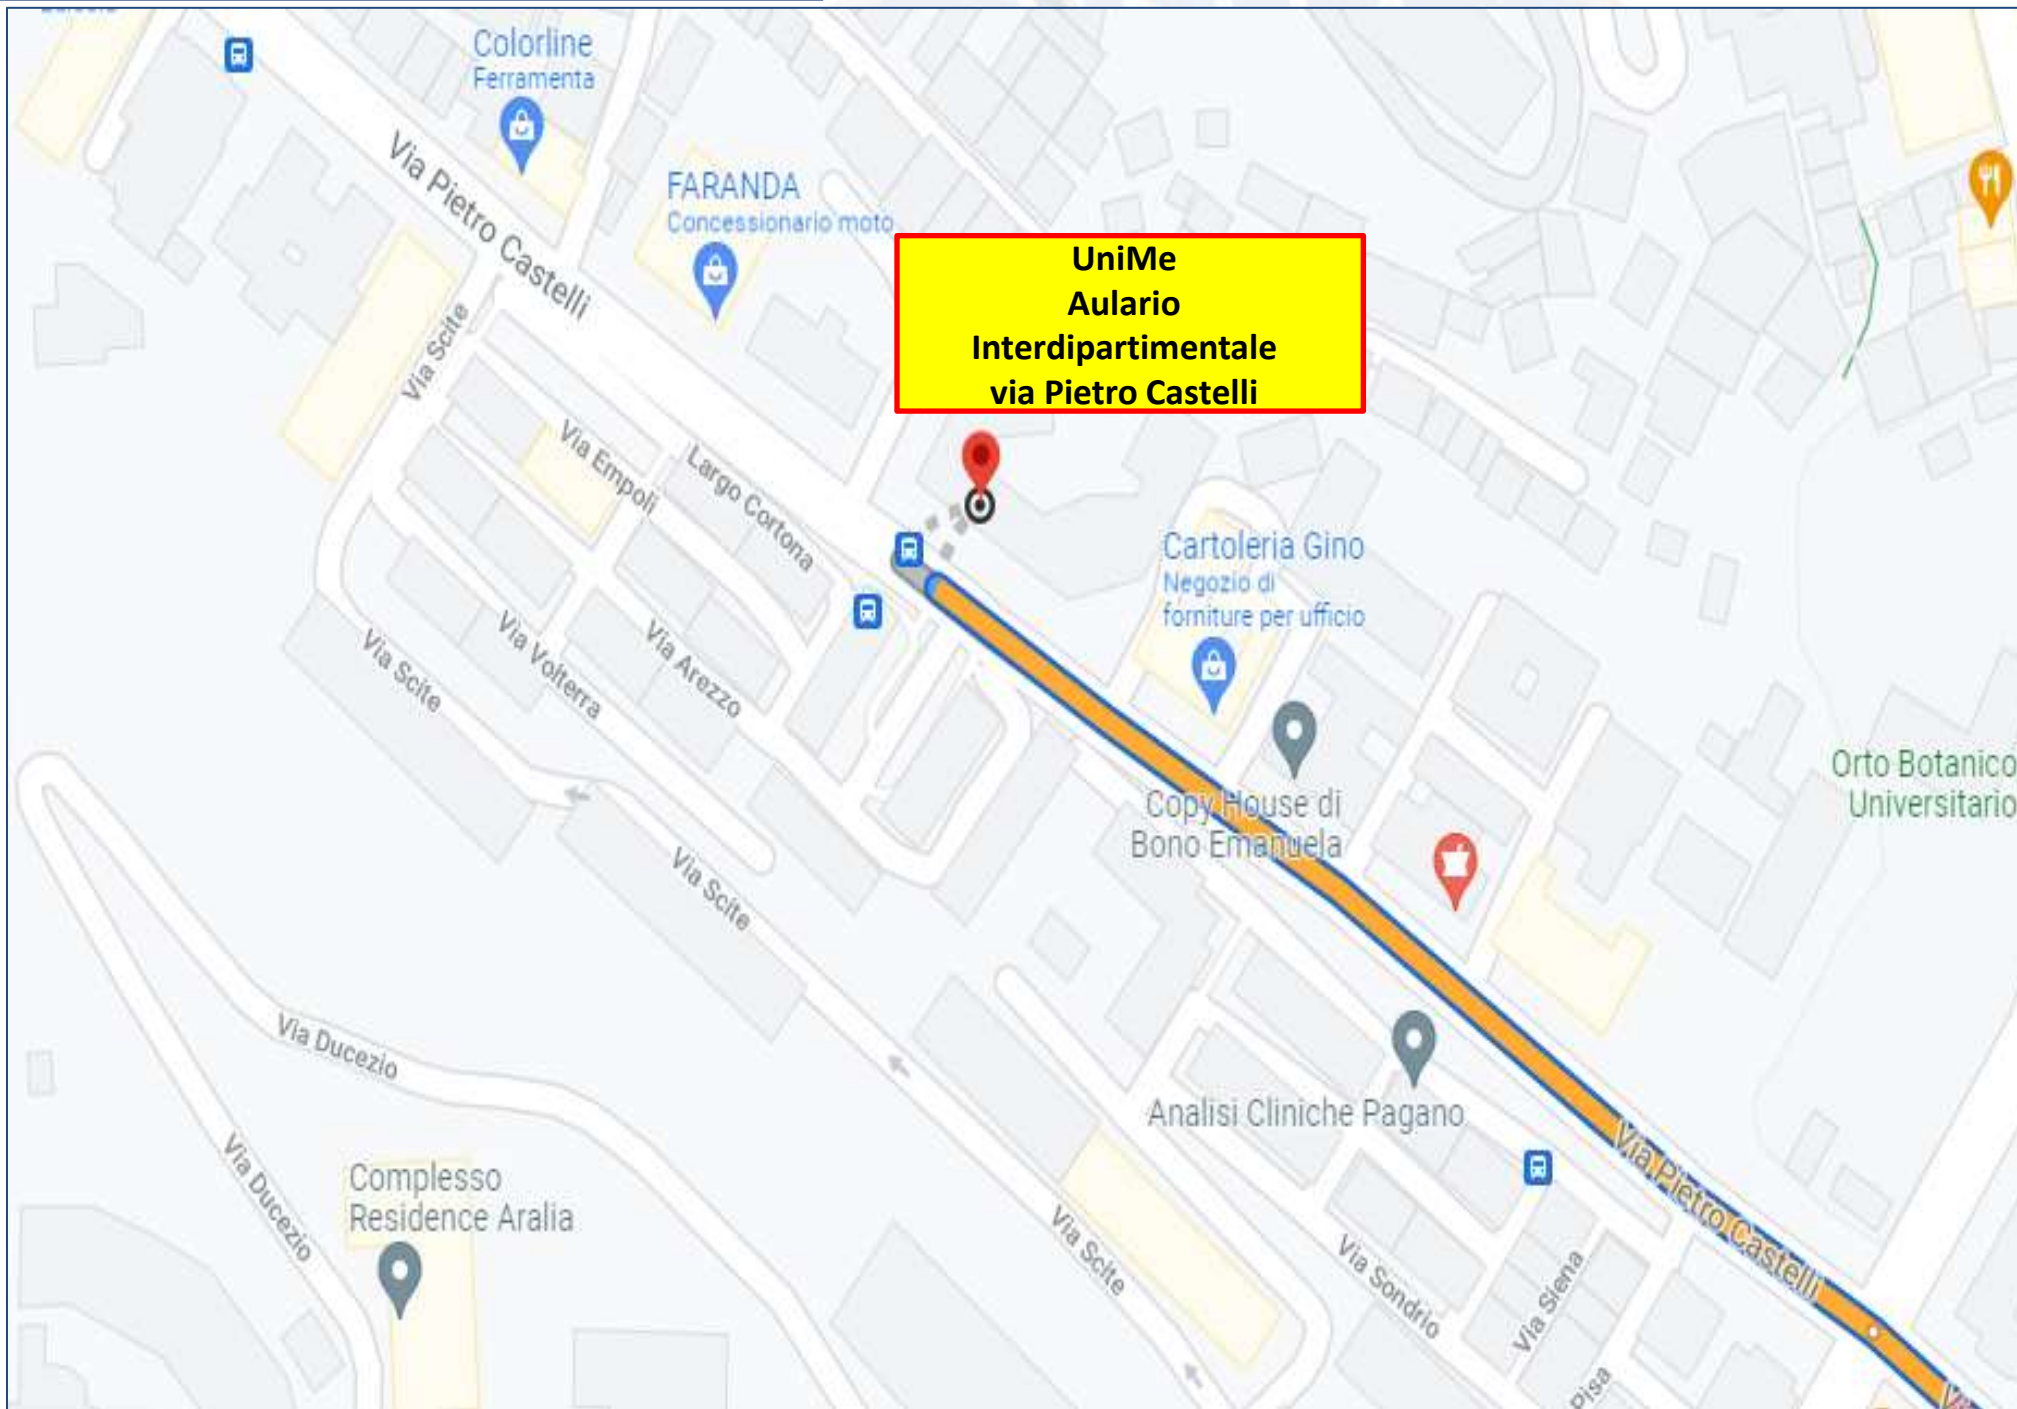 Colorline
Ferramenta
Via Pietro Castelli
FARANDA
Concessionario moto
UniMe
Aulario
Interdipartimentale
via Pietro Castelli
Via Scite
Via Empoli
Largo Cortona
Cartoleria Gino
Negozio di
forniture per ufficio
Via Scite
Via Volterra
Via Arezzo
Copy House di
Bono Emanuela
Orto Botanico
Universitario
Via Scite
Via Ducezio
Analisi Cliniche Pagano
Via Ducezio
Complesso
Residence Aralia
Via Scite
Via Pietro Castelli
Via Sondrio
Via Siena
Pisa